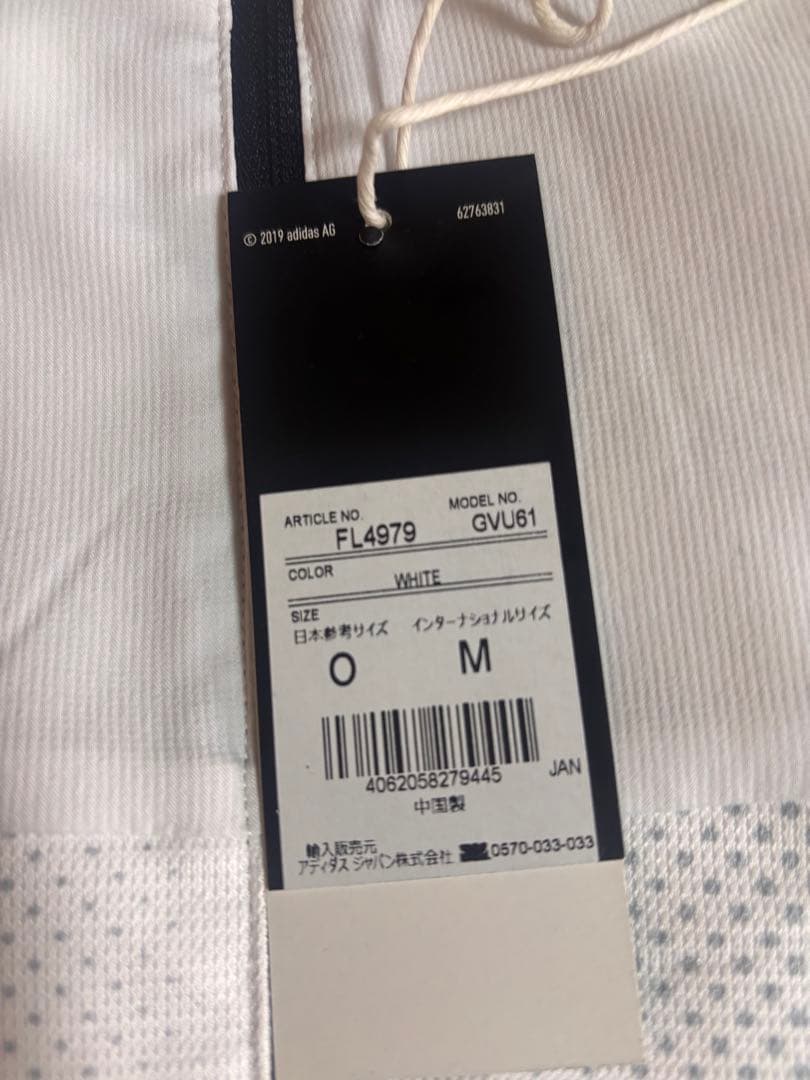 © 2019 adidas AG
62763831
ARTICLE NO.
MODEL NO.
FL4979
GVU61
COLOR
WHITE
SIZE
日本参考サイズ
インターナショナルサイズ
O
M
4062058279445
JAN
中国製
輸入販売元
アディダス ジャパン株式会社 0570-033-033